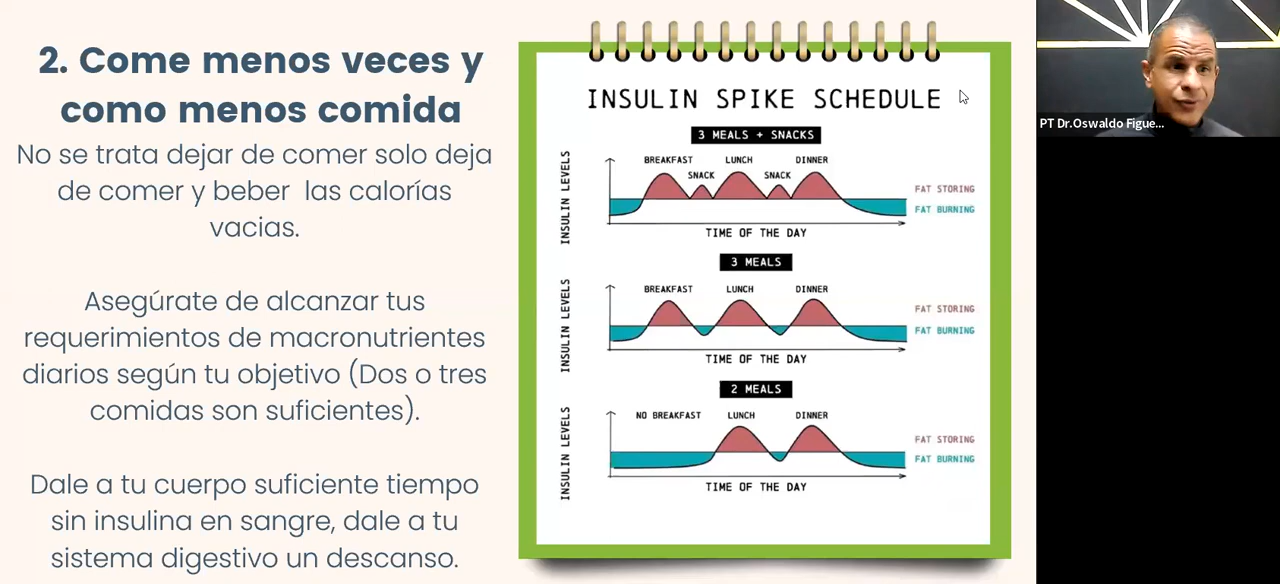 2. Come menos veces y
como menos comida
No se trata dejar de comer solo deja
de comer y beber las calorías
vacias.
Asegúrate de alcanzar tus
requerimientos de macronutrientes
diarios según tu objetivo (Dos o tres
comidas son suficientes).
Dale a tu cuerpo suficiente tiempo
sin insulina en sangre, dale a tu
sistema digestivo un descanso.
INSULIN SPIKE SCHEDULE
3 MEALS + SNACKS
INSULIN LEVELS
BREAKFAST
SNACK
LUNCH
SNACK
DINNER
FAT STORING
FAT BURNING
TIME OF THE DAY
3 MEALS
INSULIN LEVELS
BREAKFAST
LUNCH
DINNER
FAT STORING
FAT BURNING
TIME OF THE DAY
2 MEALS
INSULIN LEVELS
NO BREAKFAST
LUNCH
DINNER
FAT STORING
FAT BURNING
TIME OF THE DAY
PT Dr.Oswaldo Figue...